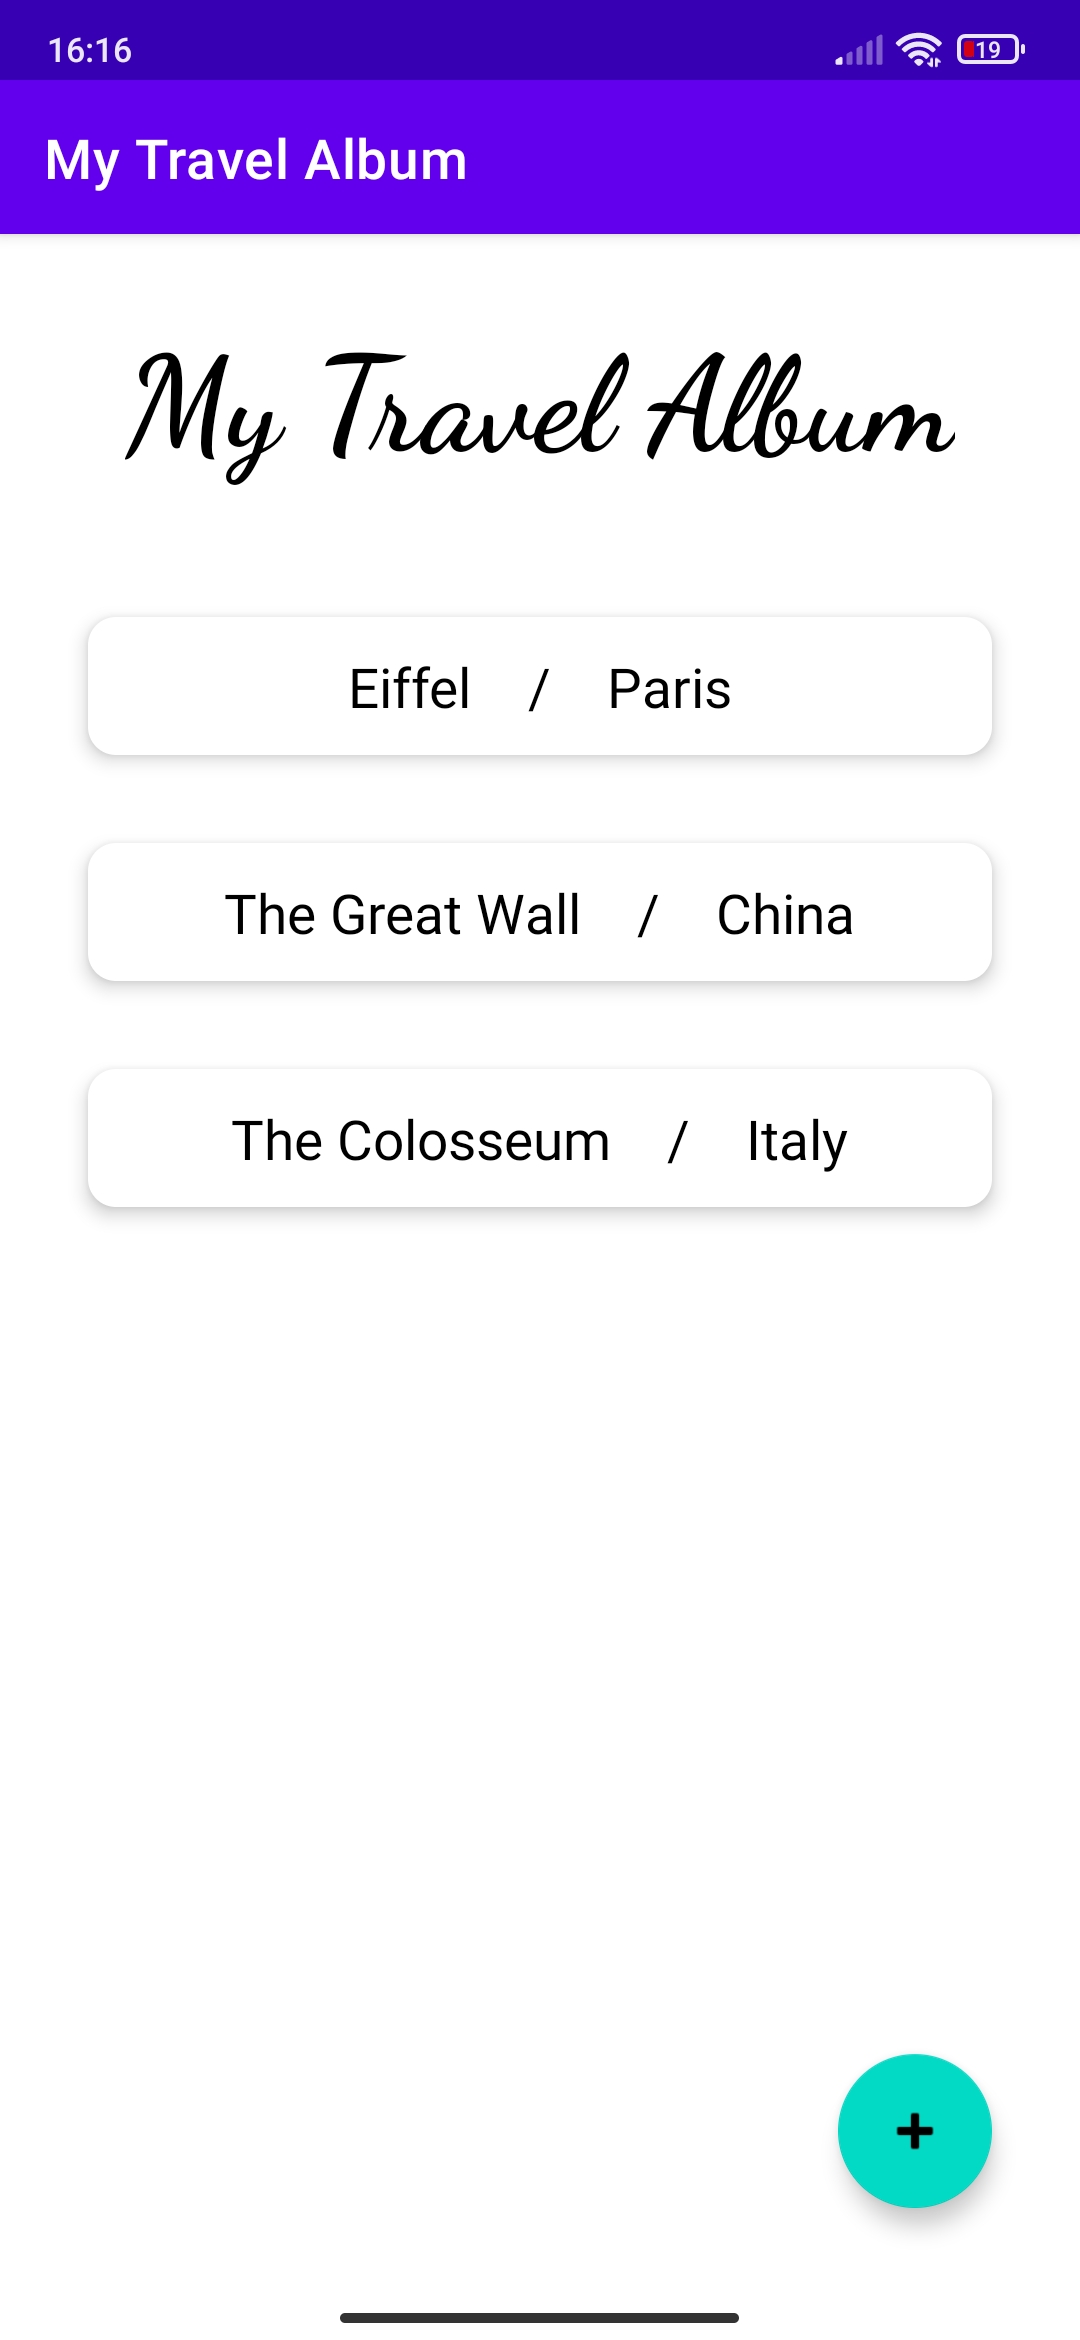 16:16 19
My Travel Album
My Travel Album
Eiffel / Paris
The Great Wall / China
The Colosseum / Italy
+